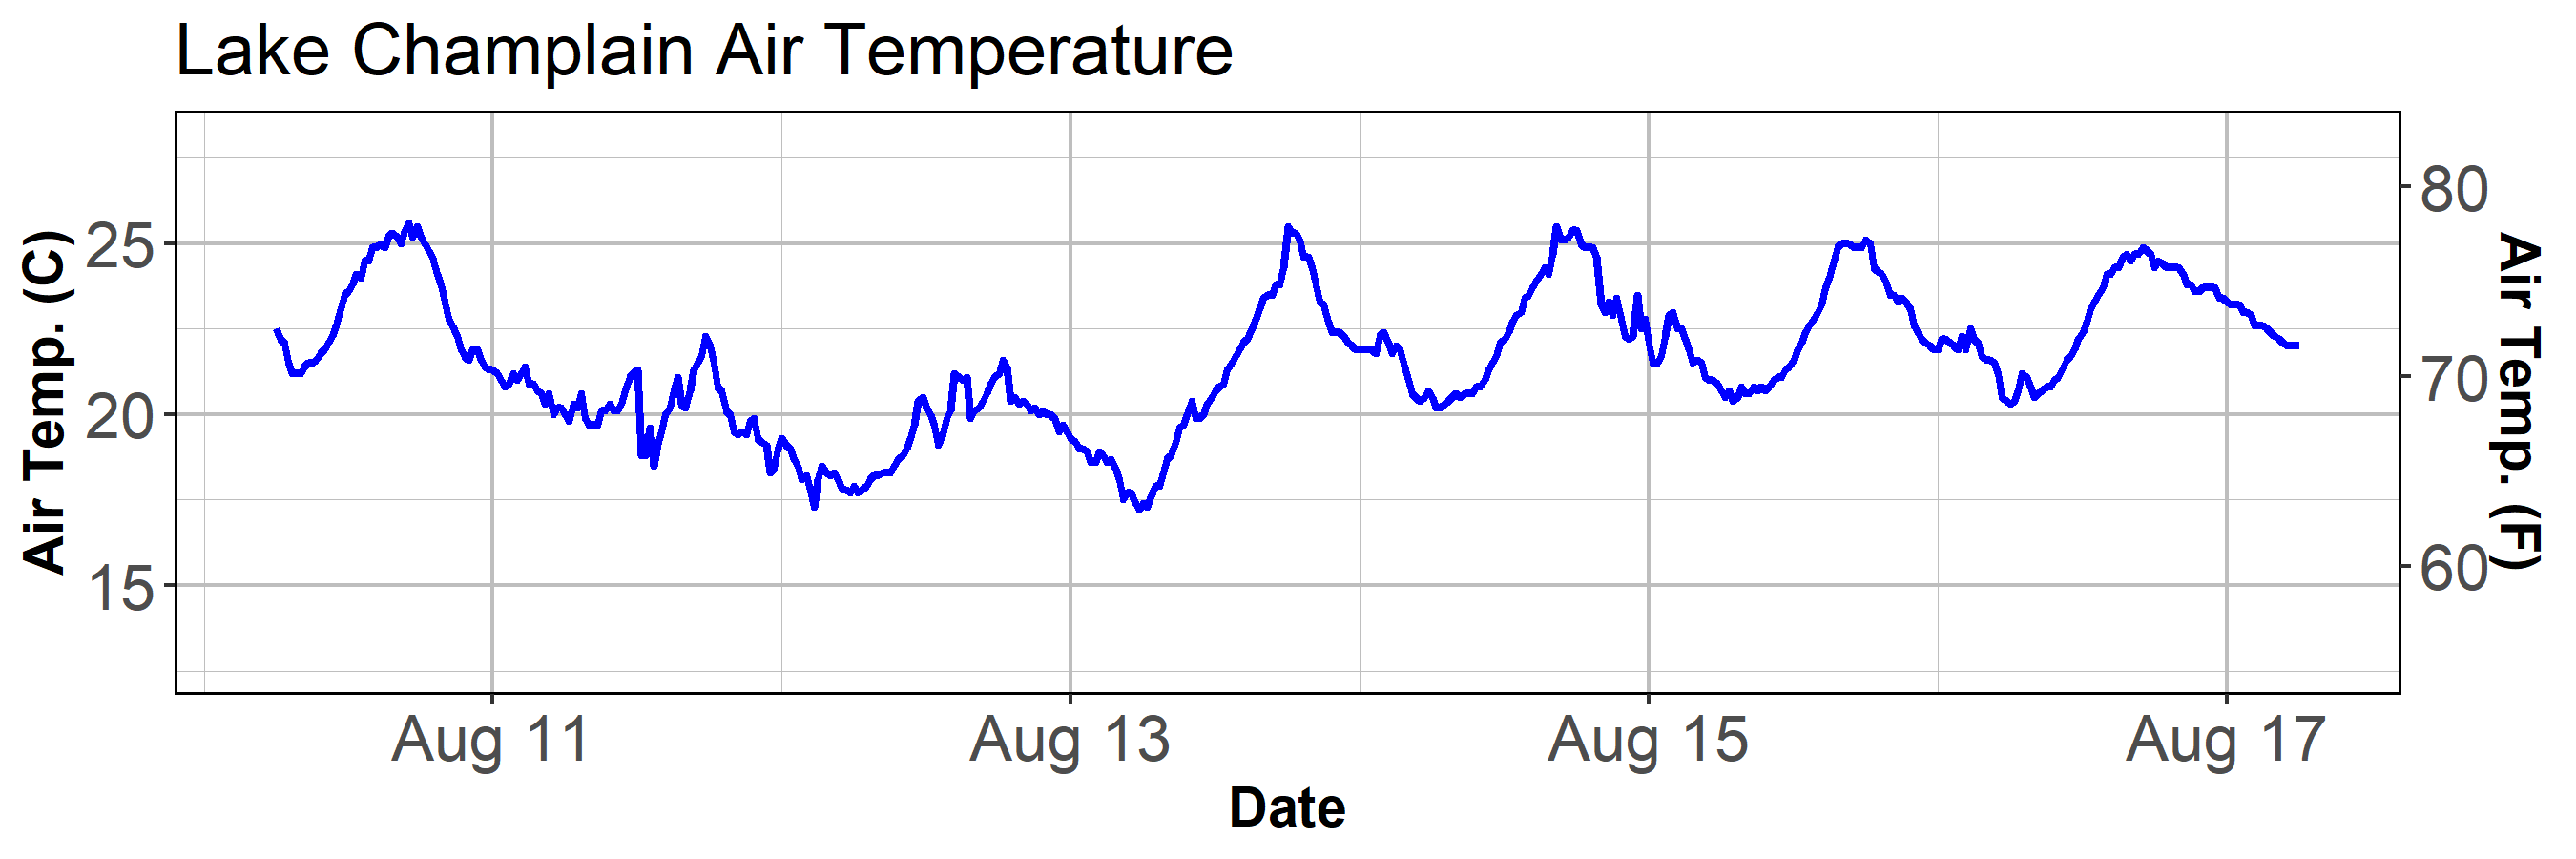 Lake Champlain Air Temperature
Air Temp. (C)
25
20
15
80
70
60
Air Temp. (F)
Aug 11
Aug 13
Aug 15
Aug 17
Date